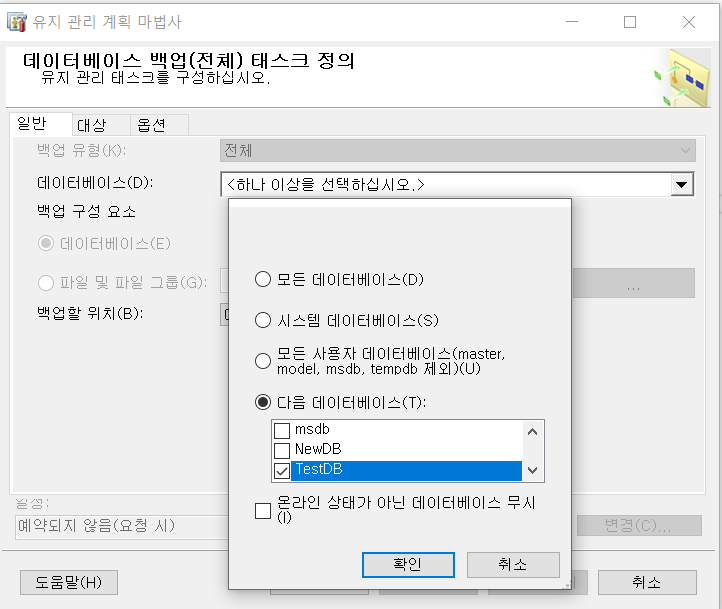 유지 관리 계획 마법사
데이터베이스 백업(전체) 태스크 정의
유지 관리 태스크를 구성하십시오.
일반 대상 옵션
백업 유형(K): 전체
데이터베이스(D): <하나 이상을 선택하십시오.>
백업 구성 요소
데이터베이스(E)
파일 및 파일 그룹(G): ...
백업할 위치(B):
모든 데이터베이스(D)
시스템 데이터베이스(S)
모든 사용자 데이터베이스(master,
model, msdb, tempdb 제외)(U)
다음 데이터베이스(T):
msdb
NewDB
TestDB
온라인 상태가 아닌 데이터베이스 무시
(I)
확인 취소
일정:
예약되지 않음(요청 시) 변경(C)...
도움말(H) 취소